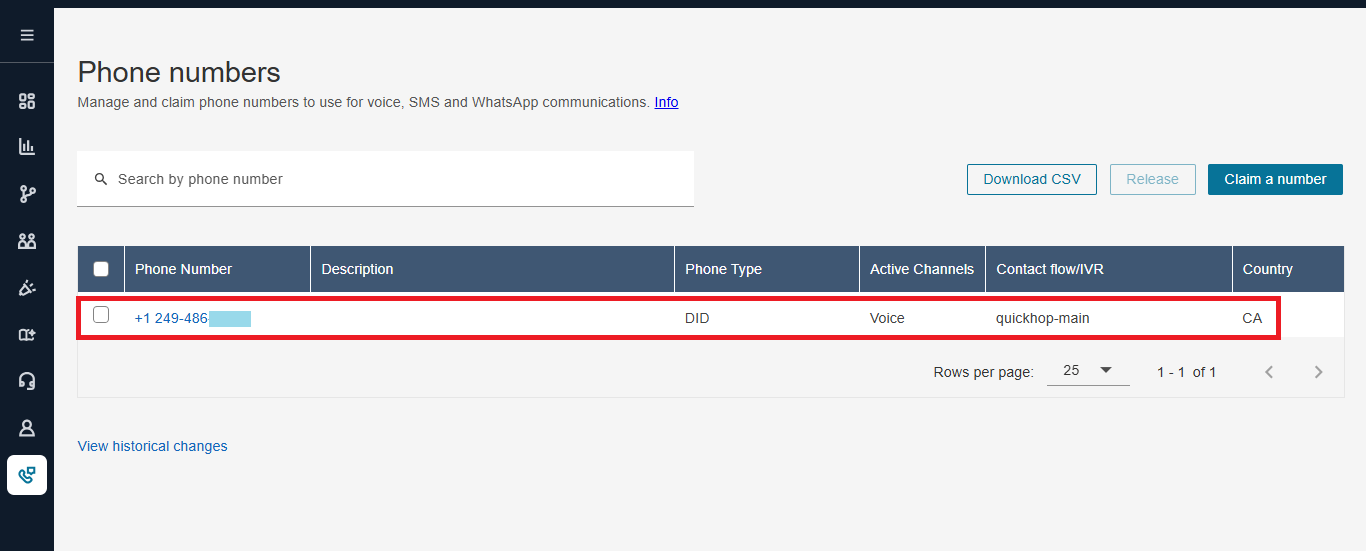 Phone numbers
Manage and claim phone numbers to use for voice, SMS and WhatsApp communications. Info
Search by phone number
Download CSV
Release
Claim a number
Phone Number Description Phone Type Active Channels Contact flow/IVR Country
+1 249-486 DID Voice quickhop-main CA
Rows per page: 25 1 - 1 of 1
View historical changes